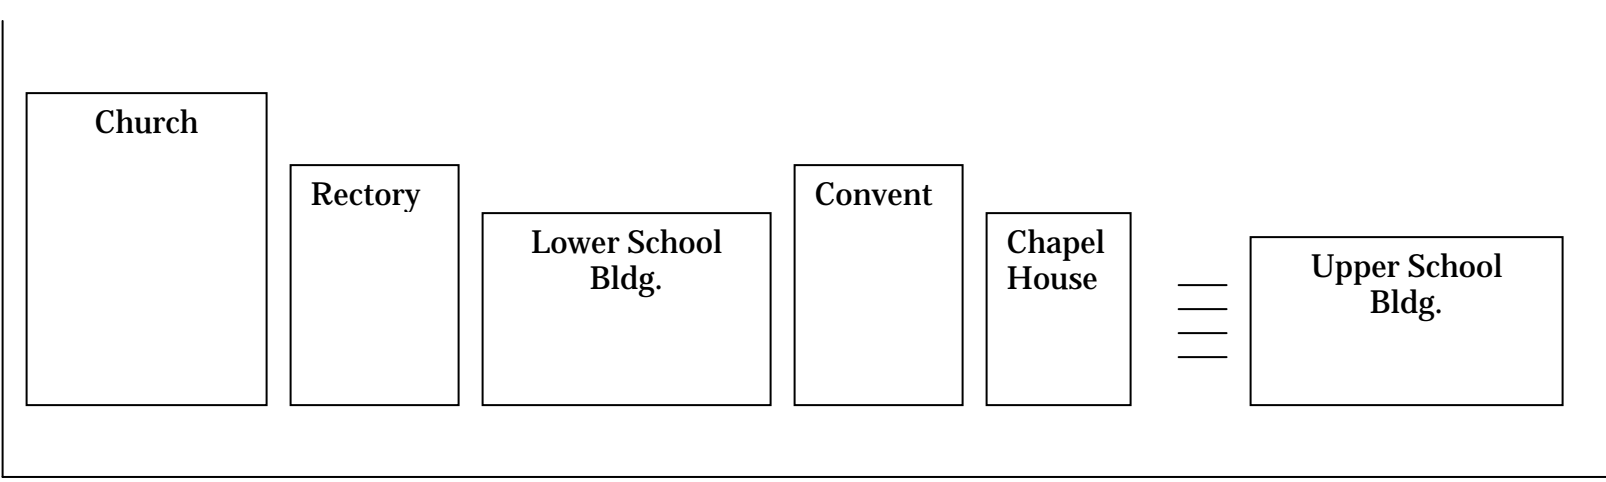 Church
Rectory
Lower School
Bldg.
Convent
Chapel
House
Upper School
Bldg.